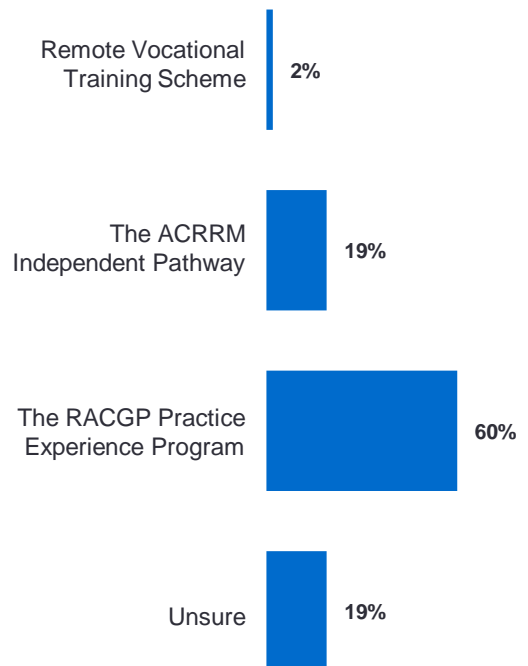 Remote Vocational
Training Scheme
2%
The ACRRM
Independent Pathway
19%
The RACGP Practice
Experience Program
60%
Unsure
19%